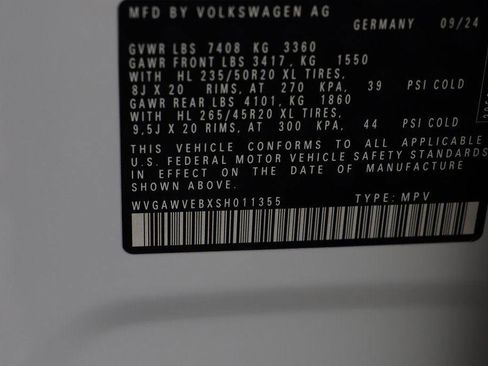 MFD BY VOLKSWAGEN AG
GERMANY 09/24
GVWR LBS 7408 KG 3360
GAWR FRONT LBS 3417, KG 1550
WITH HL 235/50R20 XL TIRES,
8J X 20 RIMS, AT 270 KPA, 39 PSI COLD
GAWR REAR LBS 4101, KG 1860
WITH HL 265/45R20 XL TIRES
9,5J X 20 RIMS, AT 300 KPA, 44 PSI COLD
THIS VEHICLE CONFORMS TO ALL APPLICABLE
U.S. FEDERAL MOTOR VEHICLE SAFETY STANDARDS
IN EFFECT ON THE DATE OF MANUFACTURE
SHOWN ABOVE.
WVGAWVEBXSH011355 TYPE: MPV